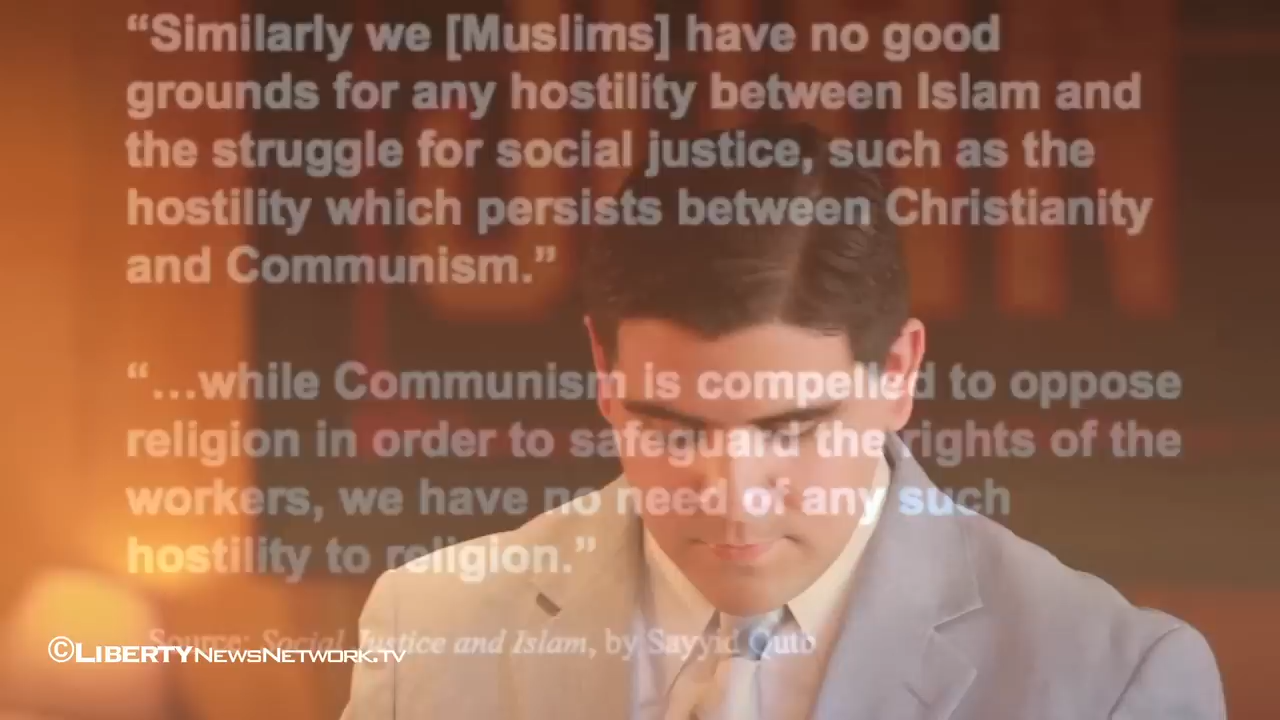 “Similarly we [Muslims] have no good
grounds for any hostility between Islam and
the struggle for social justice, such as the
hostility which persists between Christianity
and Communism.”
“...while Communism is compelled to oppose
religion in order to safeguard the rights of the
workers, we have no need of any such
hostility to religion.”
Source: Social Justice and Islam, by Sayyid Qutb
©LIBERTYNEWSNETWORK.TV